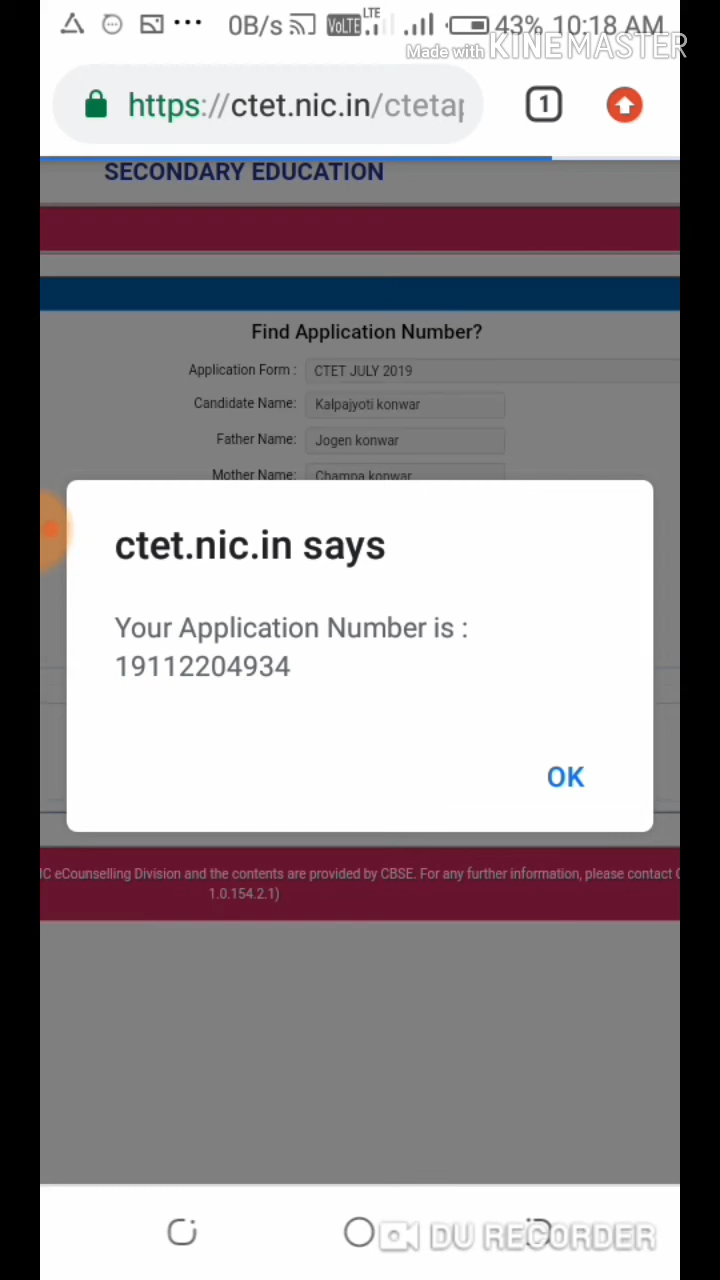 0B/s VoLTE LTE 43% 10:18 AM
Made with KINEMASTER
https://ctet.nic.in/ctetap
1
SECONDARY EDUCATION
Find Application Number?
Application Form : CTET JULY 2019
Candidate Name: Kalpajyoti konwar
Father Name: Jogen konwar
Mother Name: Champa konwar
ctet.nic.in says
Your Application Number is :
19112204934
OK
IC eCounselling Division and the contents are provided by CBSE. For any further information, please contact C
1.0.154.2.1)
DU RECORDER